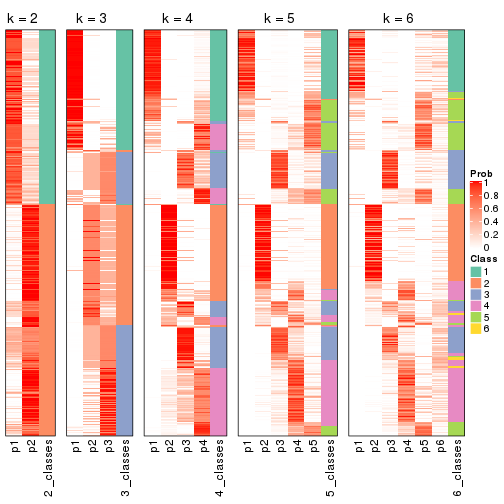 k = 2
k = 3
k = 4
k = 5
k = 6
p1
p2
2_classes
p1
p2
p3
3_classes
p1
p2
p3
p4
4_classes
p1
p2
p3
p4
p5
5_classes
p1
p2
p3
p4
p5
p6
6_classes
Prob
1
0.8
0.6
0.4
0.2
0
Class
1
2
3
4
5
6